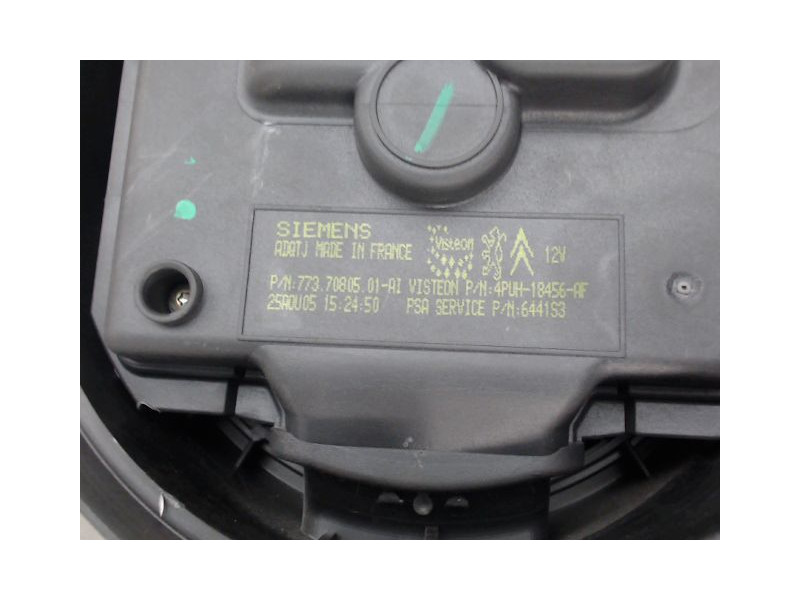 SIEMENS
ADQTJ MADE IN FRANCE Visteon 12V
P/N:773.70805.01-AI VISTEON P/N:4PUH-18456-AF
25AOU05 15:24:50 PSA SERVICE P/N:6441S3